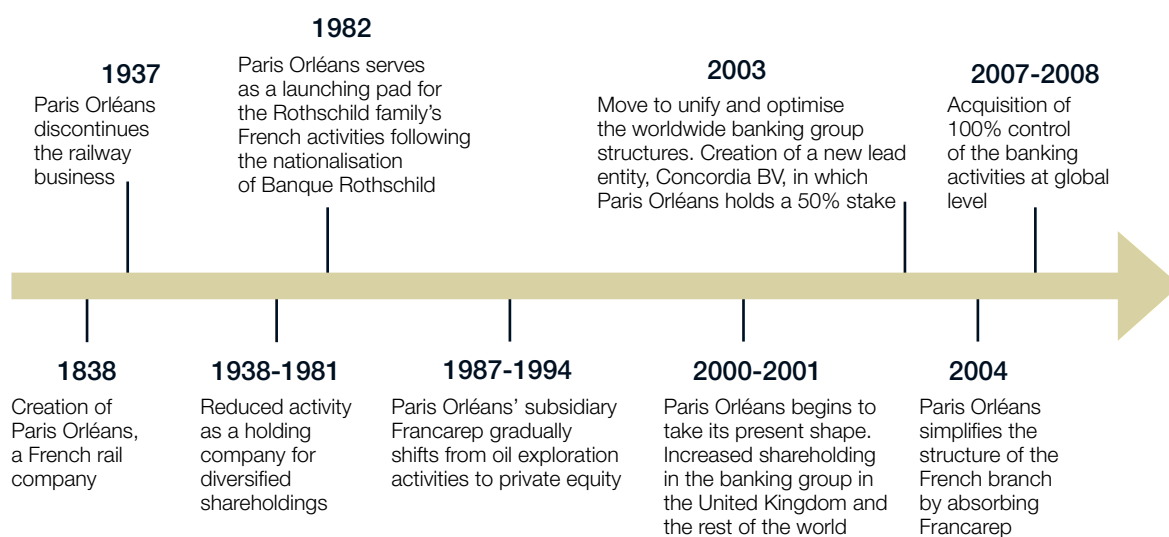 1937
Paris Orléans
discontinues
the railway
business
1982
Paris Orléans serves
as a launching pad for
the Rothschild family’s
French activities following
the nationalisation
of Banque Rothschild
2003
Move to unify and optimise
the worldwide banking group
structures. Creation of a new lead
entity, Concordia BV, in which
Paris Orléans holds a 50% stake
2007-2008
Acquisition of
100% control
of the banking
activities at global
level
1838
Creation of
Paris Orléans,
a French rail
company
1938-1981
Reduced activity
as a holding
company for
diversified
shareholdings
1987-1994
Paris Orléans’ subsidiary
Francarep gradually
shifts from oil exploration
activities to private equity
2000-2001
Paris Orléans begins to
take its present shape.
Increased shareholding
in the banking group in
the United Kingdom and
the rest of the world
2004
Paris Orléans
simplifies the
structure of the
French branch
by absorbing
Francarep